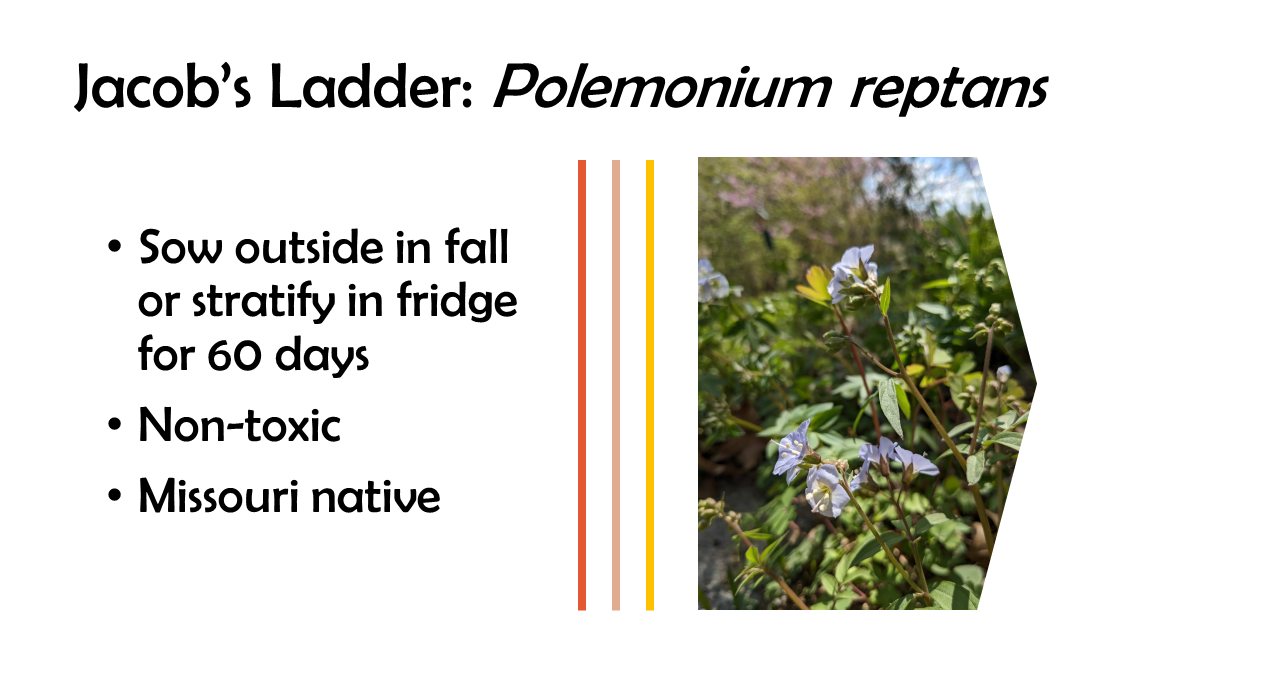 Jacob’s Ladder: Polemonium reptans
• Sow outside in fall
or stratify in fridge
for 60 days
• Non-toxic
• Missouri native